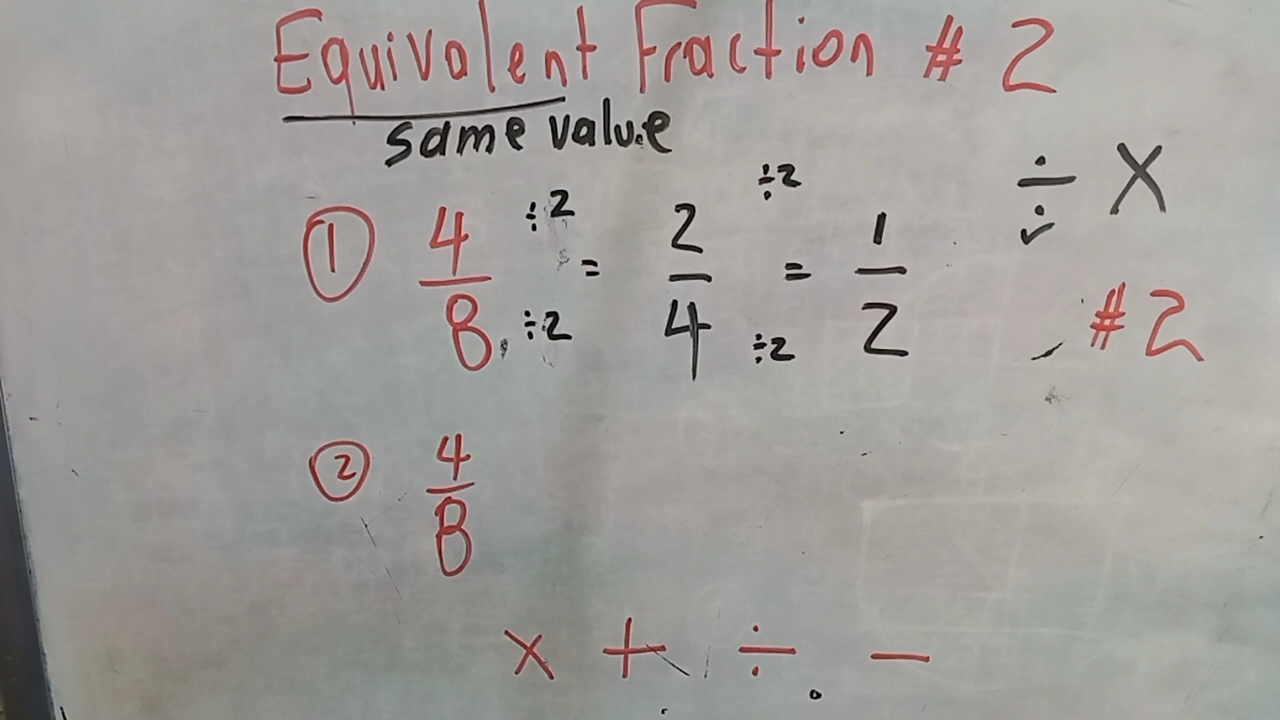 Equivalent Fraction # 2
same value
÷ X
÷
① 4/8 ÷2 ÷2 = 2/4 ÷2 ÷2 = 1/2
#2
② 4/8
× + ÷ −